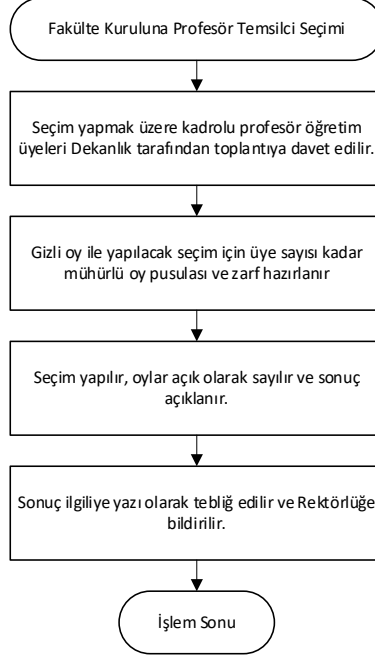 Fakülte Kuruluna Profesör Temsilci Seçimi
Seçim yapmak üzere kadrolu profesör öğretim
üyeleri Dekanlık tarafından toplantıya davet edilir.
Gizli oy ile yapılacak seçim için üye sayısı kadar
mühürlü oy pusulası ve zarf hazırlanır
Seçim yapılır, oylar açık olarak sayılır ve sonuç
açıklanır.
Sonuç ilgiliye yazı olarak tebliğ edilir ve Rektörlüğe
bildirilir.
İşlem Sonu